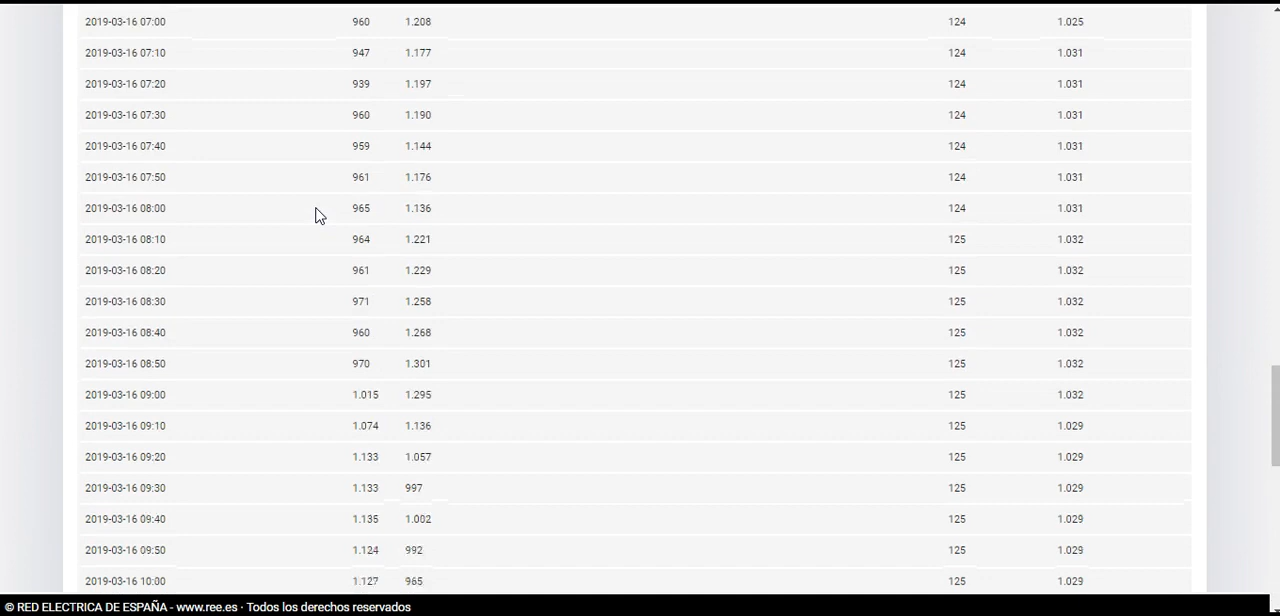 2019-03-16 07:00 960 1.208 124 1.025
2019-03-16 07:10 947 1.177 124 1.031
2019-03-16 07:20 939 1.197 124 1.031
2019-03-16 07:30 960 1.190 124 1.031
2019-03-16 07:40 959 1.144 124 1.031
2019-03-16 07:50 961 1.176 124 1.031
2019-03-16 08:00 965 1.136 124 1.031
2019-03-16 08:10 964 1.221 125 1.032
2019-03-16 08:20 961 1.229 125 1.032
2019-03-16 08:30 971 1.258 125 1.032
2019-03-16 08:40 960 1.268 125 1.032
2019-03-16 08:50 970 1.301 125 1.032
2019-03-16 09:00 1.015 1.295 125 1.032
2019-03-16 09:10 1.074 1.136 125 1.029
2019-03-16 09:20 1.133 1.057 125 1.029
2019-03-16 09:30 1.133 997 125 1.029
2019-03-16 09:40 1.135 1.002 125 1.029
2019-03-16 09:50 1.124 992 125 1.029
2019-03-16 10:00 1.127 965 125 1.029
© RED ELECTRICA DE ESPAÑA - www.ree.es · Todos los derechos reservados